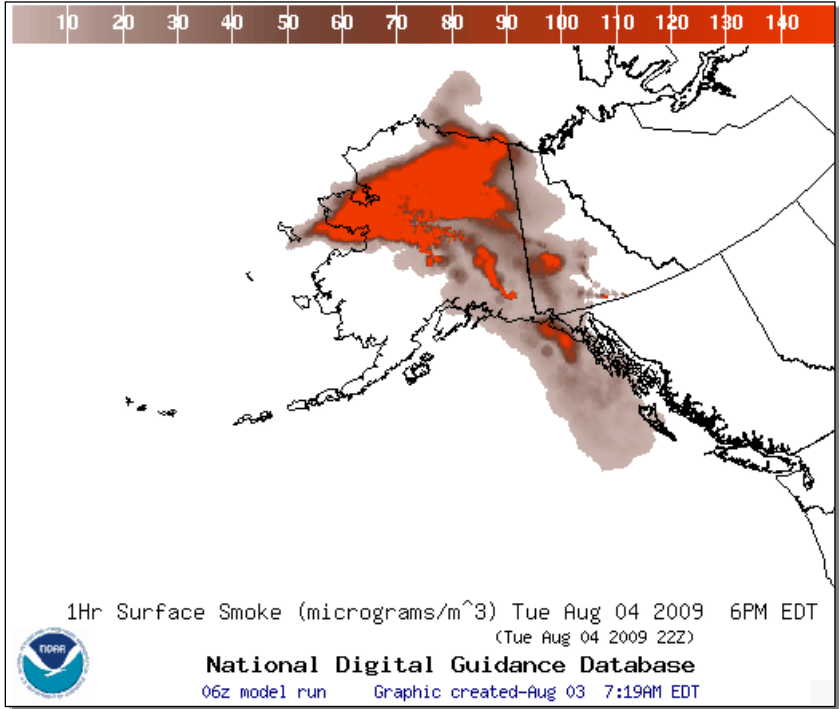 10 20 30 40 50 60 70 80 90 100 110 120 130 140
1Hr Surface Smoke (micrograms/m^3) Tue Aug 04 2009 6PM EDT
(Tue Aug 04 2009 22Z)
NOAA
National Digital Guidance Database
06z model run Graphic created-Aug 03 7:19AM EDT